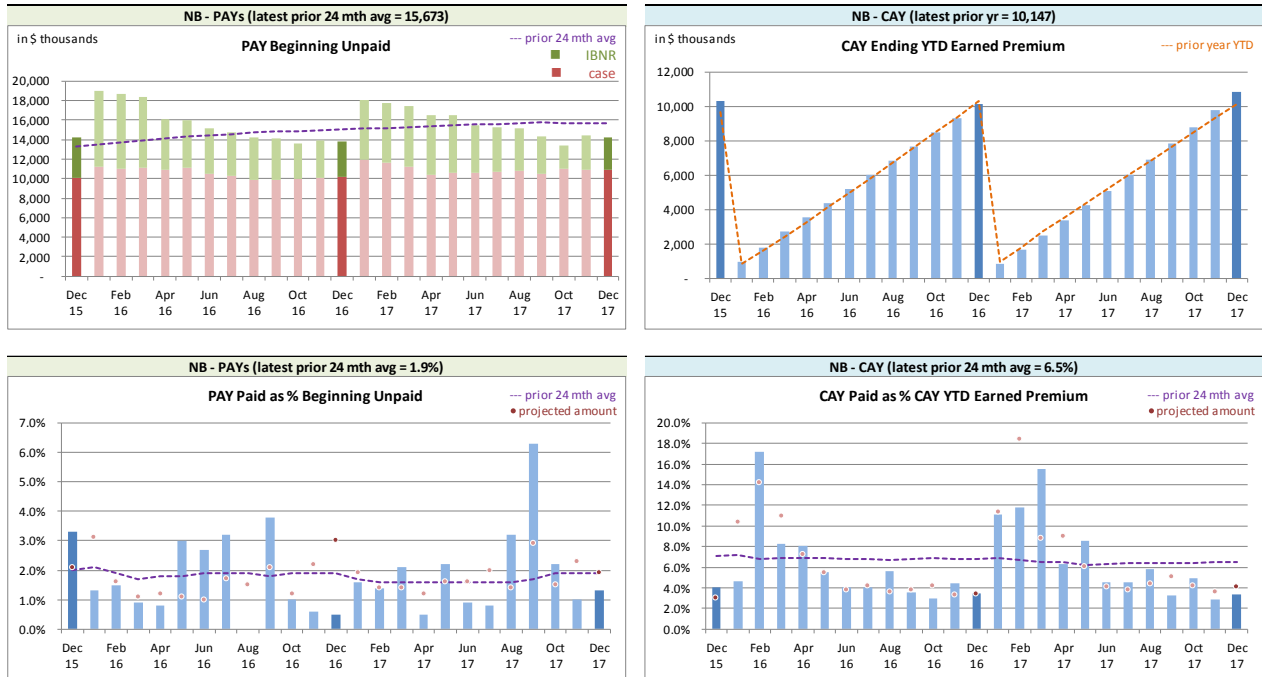 NB - PAYs (latest prior 24 mth avg = 15,673)
in $ thousands
PAY Beginning Unpaid
--- prior 24 mth avg
IBNR
case
20,000
18,000
16,000
14,000
12,000
10,000
8,000
6,000
4,000
2,000
-
Dec Feb Apr Jun Aug Oct Dec Feb Apr Jun Aug Oct Dec
15 16 16 16 16 16 16 17 17 17 17 17 17
NB - CAY (latest prior yr = 10,147)
in $ thousands
CAY Ending YTD Earned Premium
--- prior year YTD
12,000
10,000
8,000
6,000
4,000
2,000
-
Dec Feb Apr Jun Aug Oct Dec Feb Apr Jun Aug Oct Dec
15 16 16 16 16 16 16 17 17 17 17 17 17
NB - PAYs (latest prior 24 mth avg = 1.9%)
PAY Paid as % Beginning Unpaid
--- prior 24 mth avg
projected amount
7.0%
6.0%
5.0%
4.0%
3.0%
2.0%
1.0%
0.0%
Dec Feb Apr Jun Aug Oct Dec Feb Apr Jun Aug Oct Dec
15 16 16 16 16 16 16 17 17 17 17 17 17
NB - CAY (latest prior 24 mth avg = 6.5%)
CAY Paid as % CAY YTD Earned Premium
--- prior 24 mth avg
projected amount
20.0%
18.0%
16.0%
14.0%
12.0%
10.0%
8.0%
6.0%
4.0%
2.0%
0.0%
Dec Feb Apr Jun Aug Oct Dec Feb Apr Jun Aug Oct Dec
15 16 16 16 16 16 16 17 17 17 17 17 17